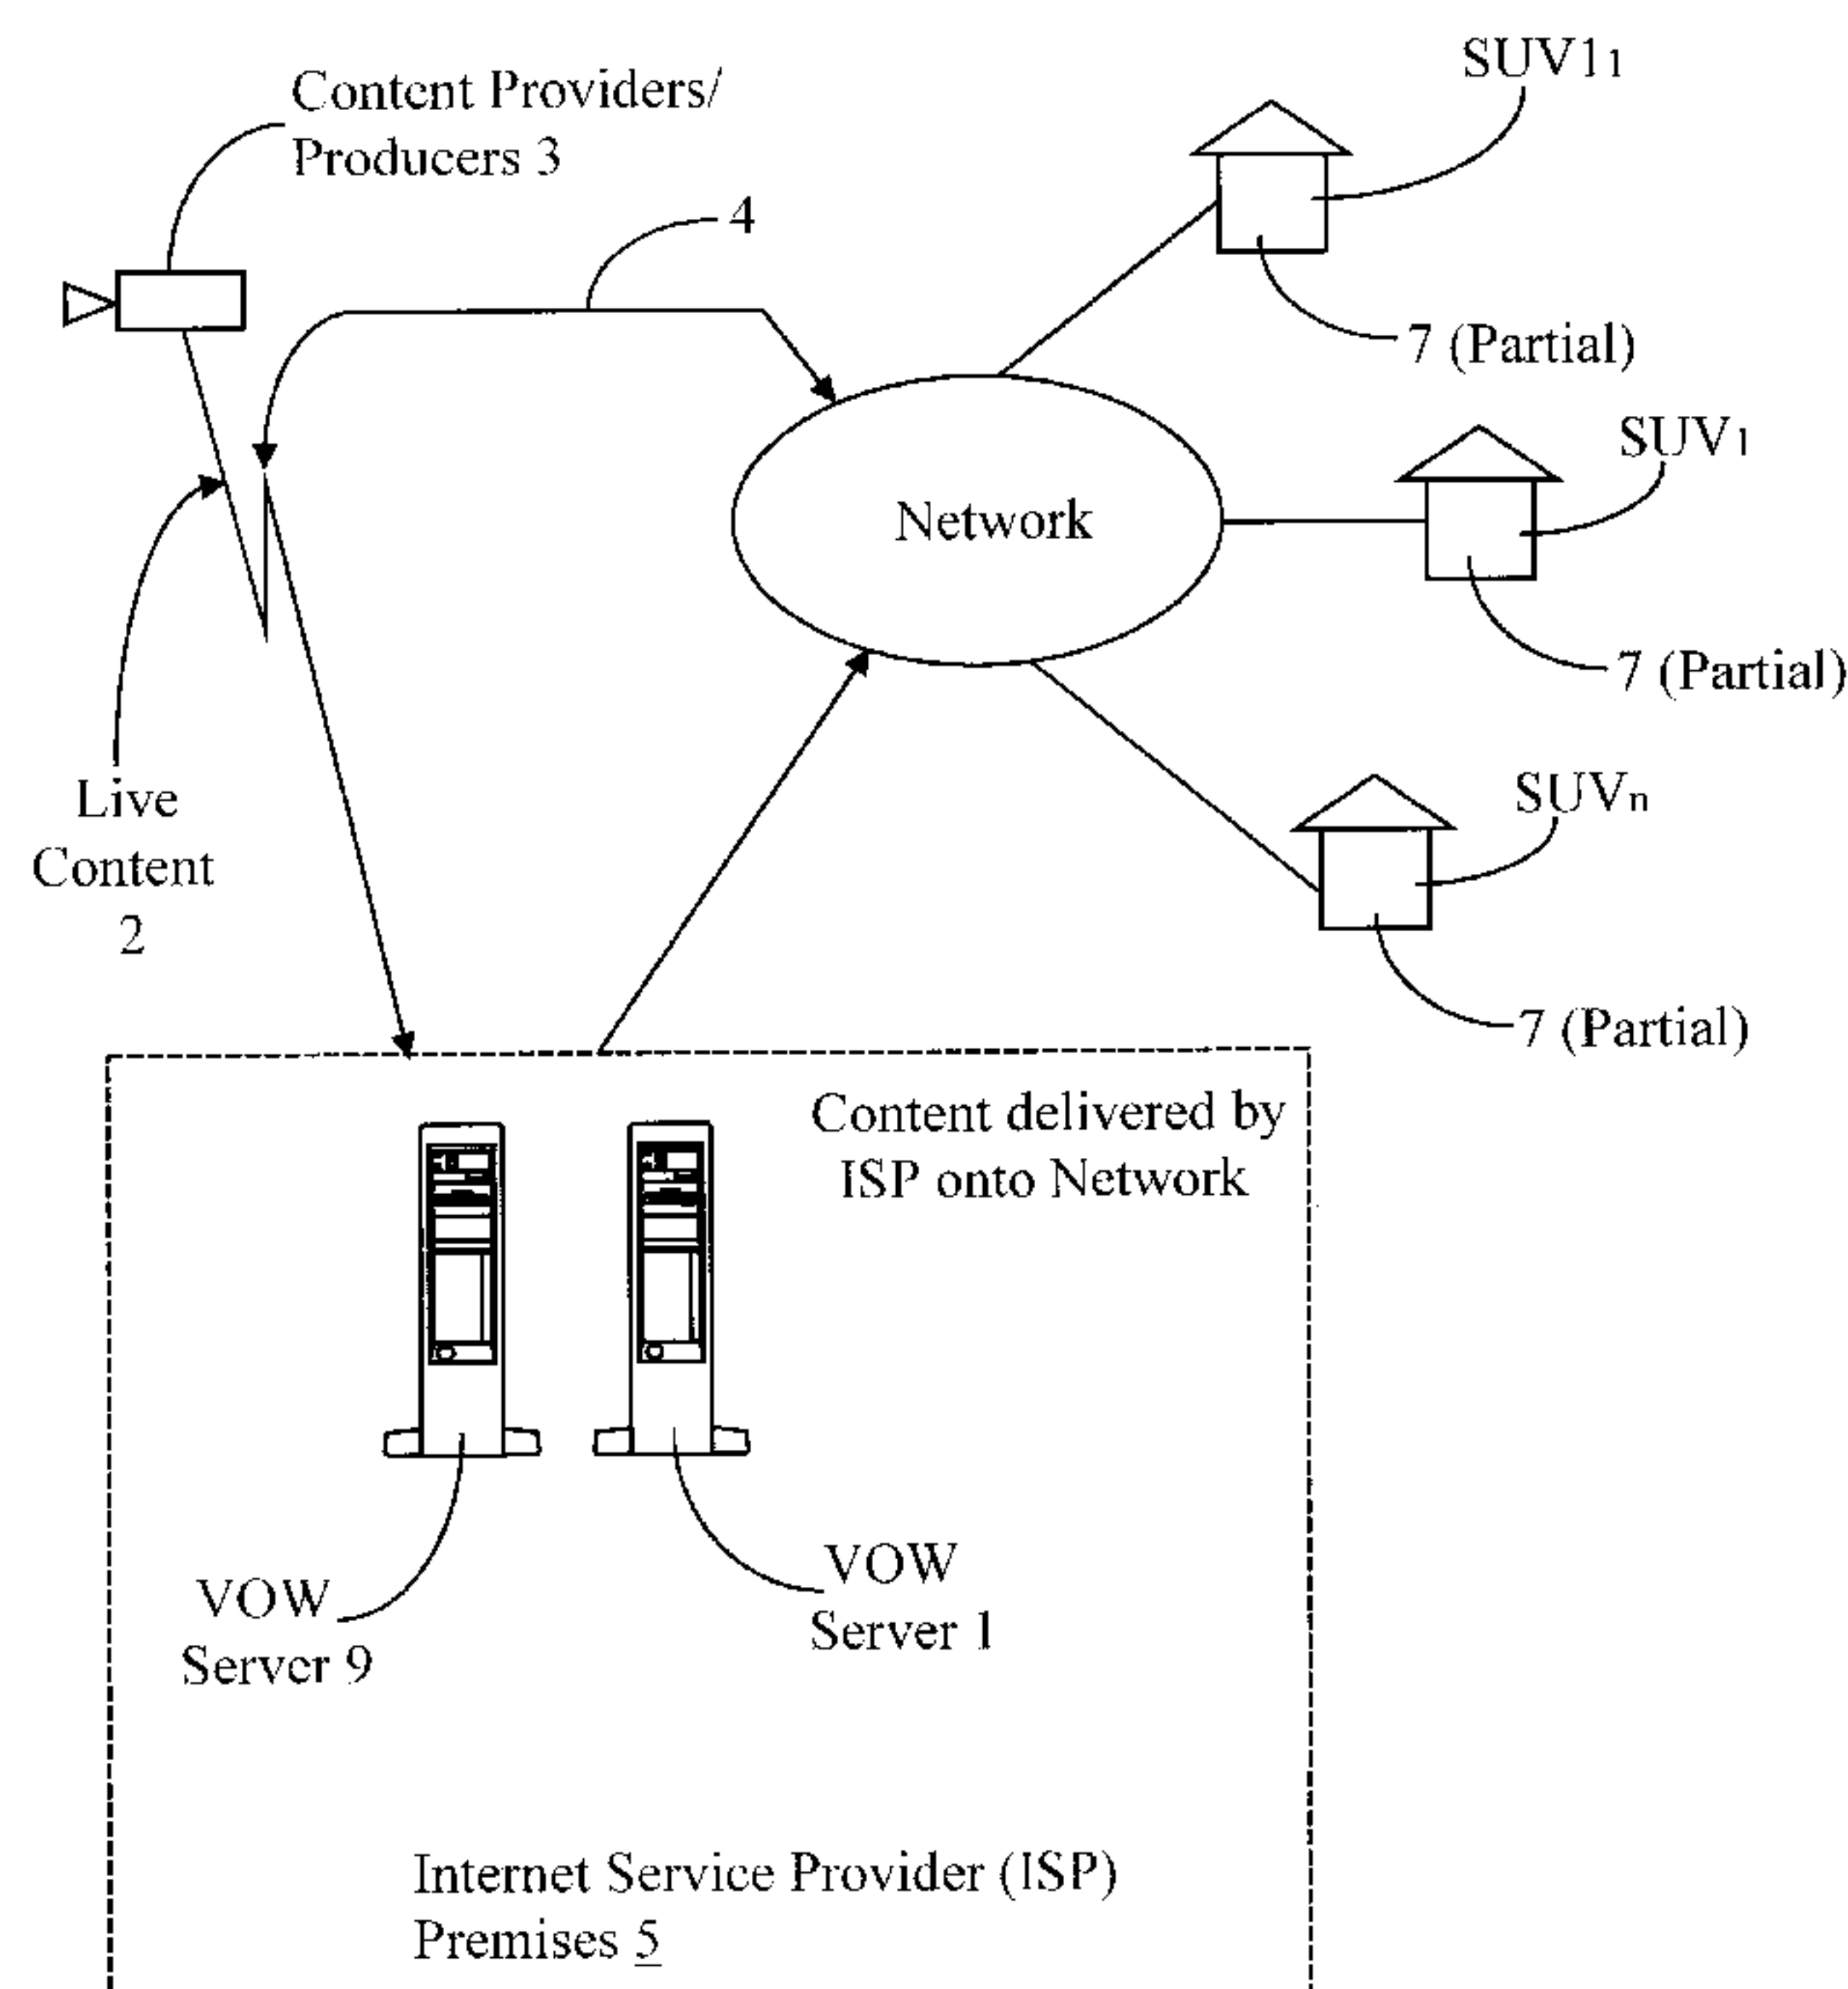 Content Providers/
Producers 3
4
SUV1₁
7 (Partial)
SUV₁
7 (Partial)
Network
Live
Content
2
SUVₙ
7 (Partial)
Content delivered by
ISP onto Network
VOW
Server 9
VOW
Server 1
Internet Service Provider (ISP)
Premises 5